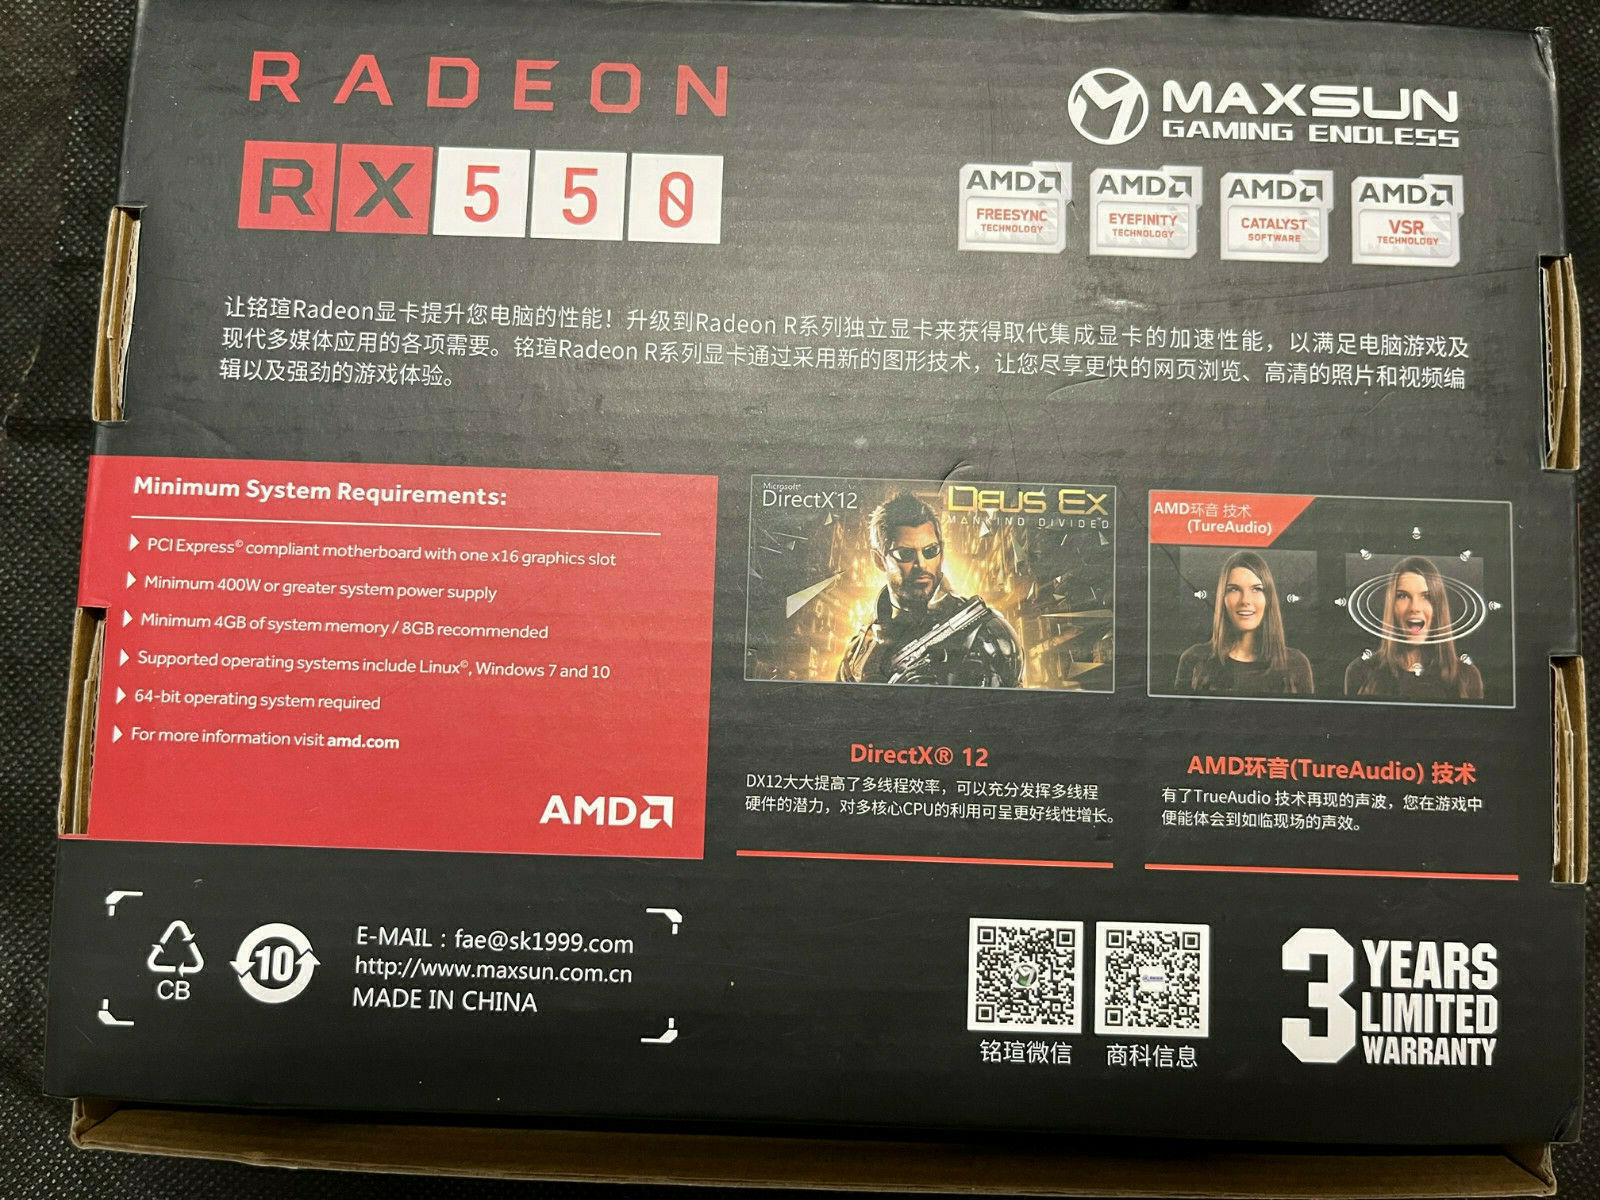 RADEON
RX 550
MAXSUN
GAMING ENDLESS
AMD
FREESYNC
TECHNOLOGY
AMD
EYEFINITY
TECHNOLOGY
AMD
CATALYST
SOFTWARE
AMD
VSR
TECHNOLOGY
让铭瑄Radeon显卡提升您电脑的性能！升级到Radeon R系列独立显卡来获得取代集成显卡的加速性能，以满足电脑游戏及
现代多媒体应用的各项需要。铭瑄Radeon R系列显卡通过采用新的图形技术，让您尽享更快的网页浏览、高清的照片和视频编
辑以及强劲的游戏体验。
Minimum System Requirements:
PCI Express® compliant motherboard with one x16 graphics slot
Minimum 400W or greater system power supply
Minimum 4GB of system memory / 8GB recommended
Supported operating systems include Linux®, Windows 7 and 10
64-bit operating system required
For more information visit amd.com
AMD
Microsoft®
DirectX12
DEUS EX
MANKIND DIVIDED
DirectX® 12
DX12大大提高了多线程效率，可以充分发挥多线程
硬件的潜力，对多核心CPU的利用可呈更好线性增长。
AMD环音 技术
(TureAudio)
AMD环音(TureAudio) 技术
有了TrueAudio 技术再现的声波，您在游戏中
便能体会到如临现场的声效。
CB
10
E-MAIL：fae@sk1999.com
http://www.maxsun.com.cn
MADE IN CHINA
铭瑄微信
商科信息
3 YEARS
LIMITED
WARRANTY